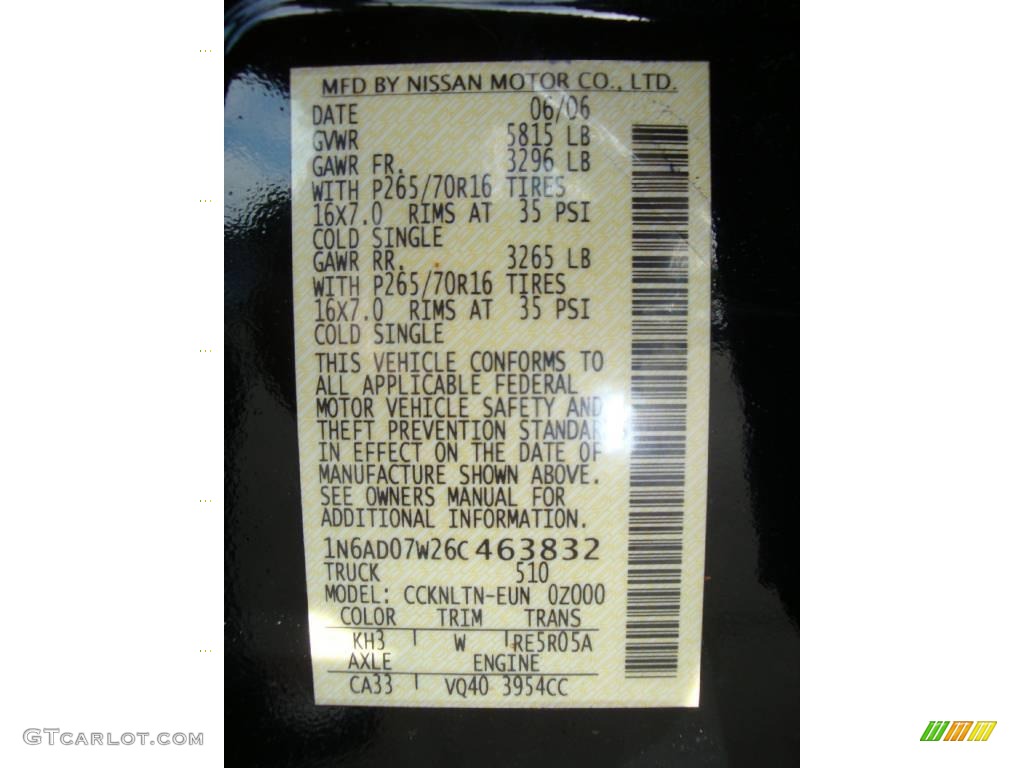 MFD BY NISSAN MOTOR CO., LTD.
DATE 06/06
GVWR 5815 LB
GAWR FR. 3296 LB
WITH P265/70R16 TIRES
16X7.0 RIMS AT 35 PSI
COLD SINGLE
GAWR RR. 3265 LB
WITH P265/70R16 TIRES
16X7.0 RIMS AT 35 PSI
COLD SINGLE
THIS VEHICLE CONFORMS TO
ALL APPLICABLE FEDERAL
MOTOR VEHICLE SAFETY AND
THEFT PREVENTION STANDARDS
IN EFFECT ON THE DATE OF
MANUFACTURE SHOWN ABOVE.
SEE OWNERS MANUAL FOR
ADDITIONAL INFORMATION.
1N6AD07W26C463832
TRUCK 510
MODEL: CCKNLTN-EUN 0Z000
COLOR TRIM TRANS
KH3 W RE5R05A
AXLE ENGINE
CA33 VQ40 3954CC
GTCARLOT.COM